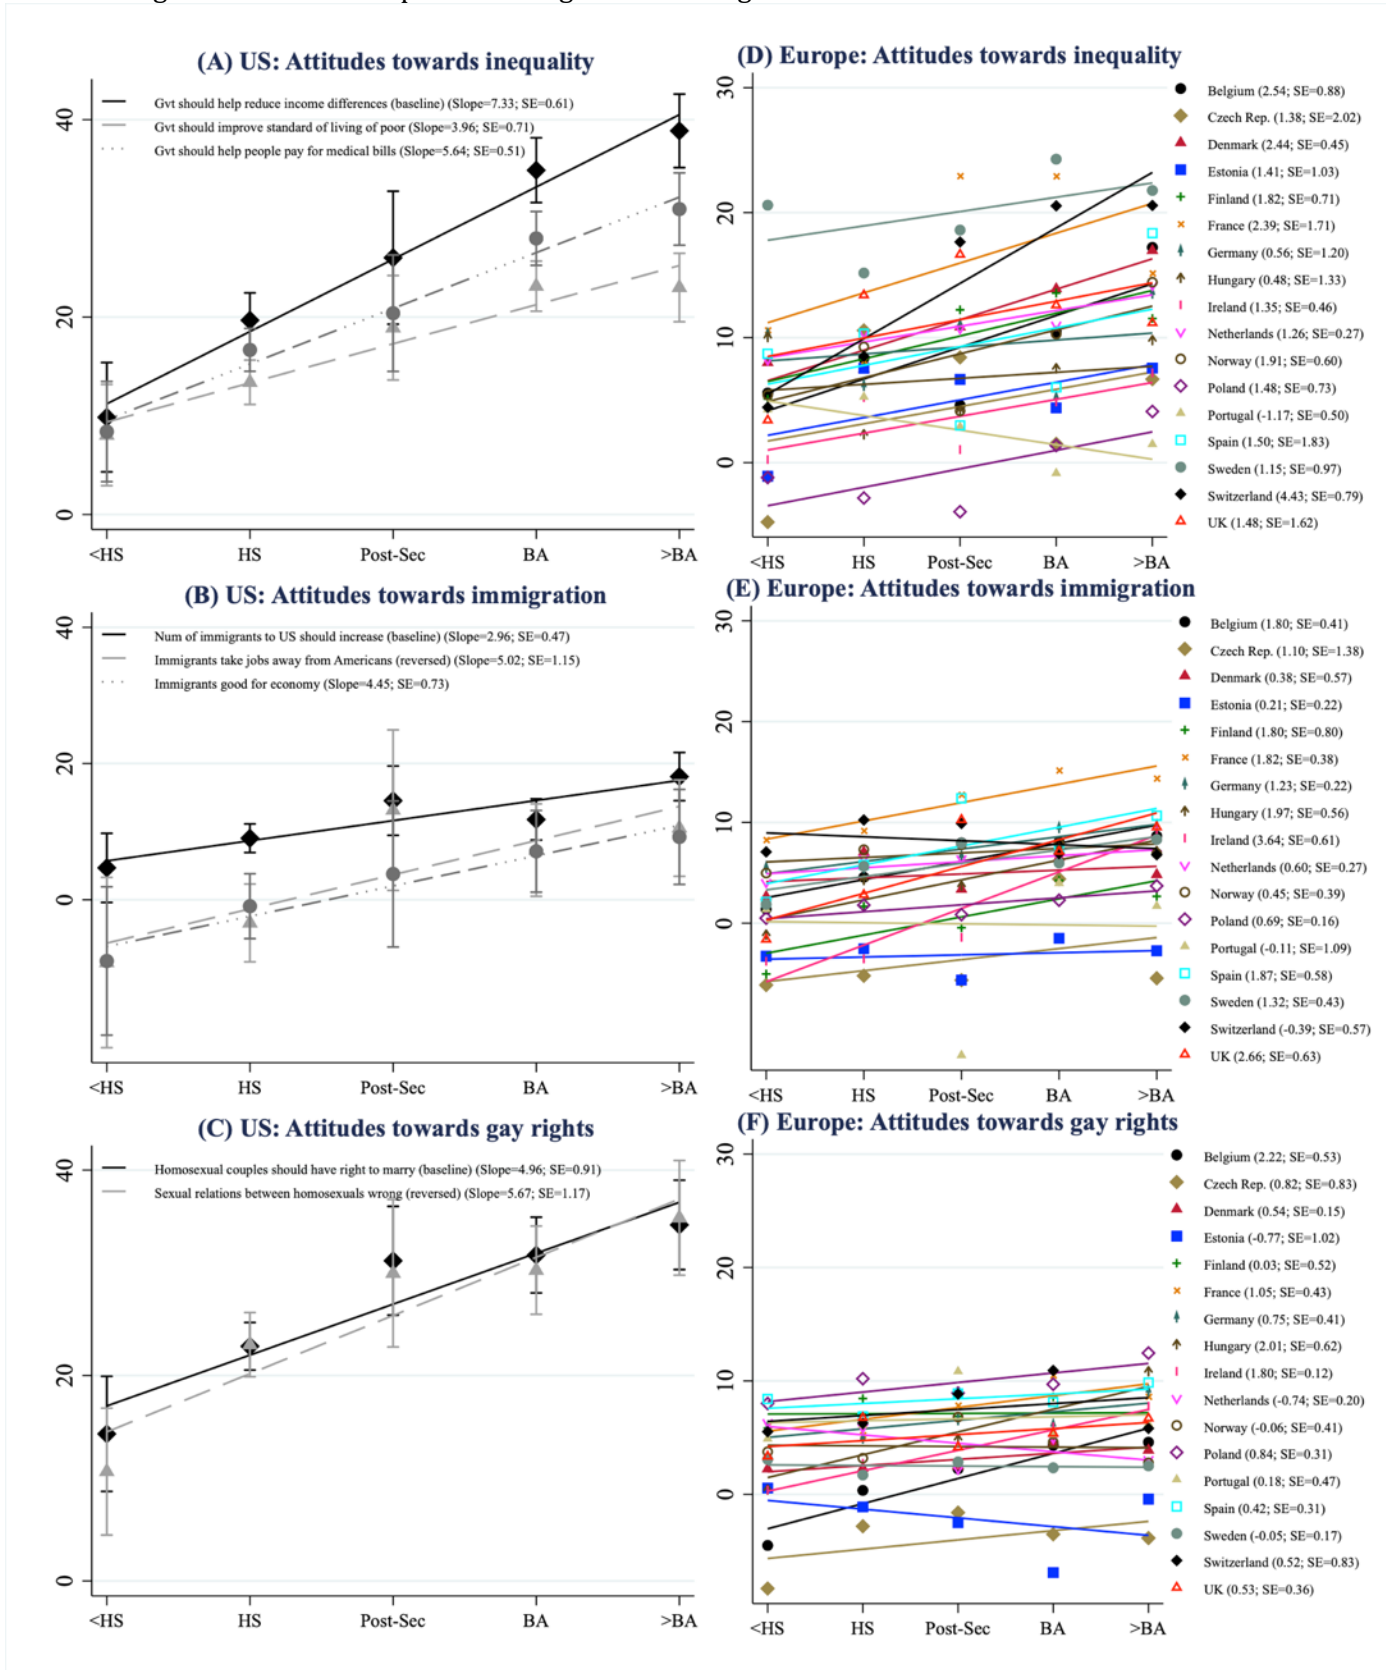 (A) US: Attitudes towards inequality
Gvt should help reduce income differences (baseline) (Slope=7.33; SE=0.61)
Gvt should improve standard of living of poor (Slope=3.96; SE=0.71)
Gvt should help people pay for medical bills (Slope=5.64; SE=0.51)
40
20
0
<HS HS Post-Sec BA >BA
(D) Europe: Attitudes towards inequality
30
20
10
0
<HS HS Post-Sec BA >BA
Belgium (2.54; SE=0.88)
Czech Rep. (1.38; SE=2.02)
Denmark (2.44; SE=0.45)
Estonia (1.41; SE=1.03)
Finland (1.82; SE=0.71)
France (2.39; SE=1.71)
Germany (0.56; SE=1.20)
Hungary (0.48; SE=1.33)
Ireland (1.35; SE=0.46)
Netherlands (1.26; SE=0.27)
Norway (1.91; SE=0.60)
Poland (1.48; SE=0.73)
Portugal (-1.17; SE=0.50)
Spain (1.50; SE=1.83)
Sweden (1.15; SE=0.97)
Switzerland (4.43; SE=0.79)
UK (1.48; SE=1.62)
(B) US: Attitudes towards immigration
Num of immigrants to US should increase (baseline) (Slope=2.96; SE=0.47)
Immigrants take jobs away from Americans (reversed) (Slope=5.02; SE=1.15)
Immigrants good for economy (Slope=4.45; SE=0.73)
40
20
0
<HS HS Post-Sec BA >BA
(E) Europe: Attitudes towards immigration
30
20
10
0
<HS HS Post-Sec BA >BA
Belgium (1.80; SE=0.41)
Czech Rep. (1.10; SE=1.38)
Denmark (0.38; SE=0.57)
Estonia (0.21; SE=0.22)
Finland (1.80; SE=0.80)
France (1.82; SE=0.38)
Germany (1.23; SE=0.22)
Hungary (1.97; SE=0.56)
Ireland (3.64; SE=0.61)
Netherlands (0.60; SE=0.27)
Norway (0.45; SE=0.39)
Poland (0.69; SE=0.16)
Portugal (-0.11; SE=1.09)
Spain (1.87; SE=0.58)
Sweden (1.32; SE=0.43)
Switzerland (-0.39; SE=0.57)
UK (2.66; SE=0.63)
(C) US: Attitudes towards gay rights
Homosexual couples should have right to marry (baseline) (Slope=4.96; SE=0.91)
Sexual relations between homosexuals wrong (reversed) (Slope=5.67; SE=1.17)
40
20
0
<HS HS Post-Sec BA >BA
(F) Europe: Attitudes towards gay rights
30
20
10
0
<HS HS Post-Sec BA >BA
Belgium (2.22; SE=0.53)
Czech Rep. (0.82; SE=0.83)
Denmark (0.54; SE=0.15)
Estonia (-0.77; SE=1.02)
Finland (0.03; SE=0.52)
France (1.05; SE=0.43)
Germany (0.75; SE=0.41)
Hungary (2.01; SE=0.62)
Ireland (1.80; SE=0.12)
Netherlands (-0.74; SE=0.20)
Norway (-0.06; SE=0.41)
Poland (0.84; SE=0.31)
Portugal (0.18; SE=0.47)
Spain (0.42; SE=0.31)
Sweden (-0.05; SE=0.17)
Switzerland (0.52; SE=0.83)
UK (0.53; SE=0.36)